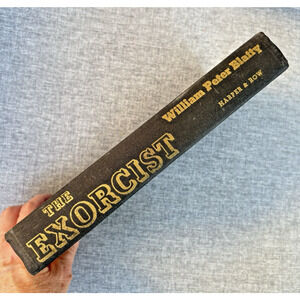 THE
EXORCIST
William Peter Blatty
HARPER & ROW